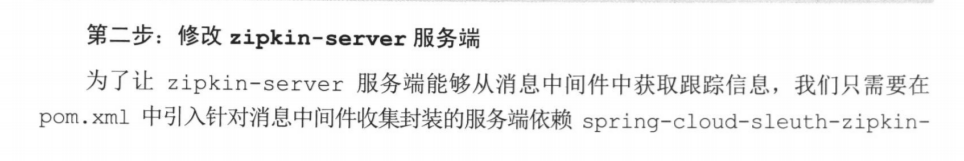 第二步：修改 zipkin-server 服务端
为了让 zipkin-server 服务端能够从消息中间件中获取跟踪信息，我们只需要在
pom.xml 中引入针对消息中间件收集封装的服务端依赖 spring-cloud-sleuth-zipkin-